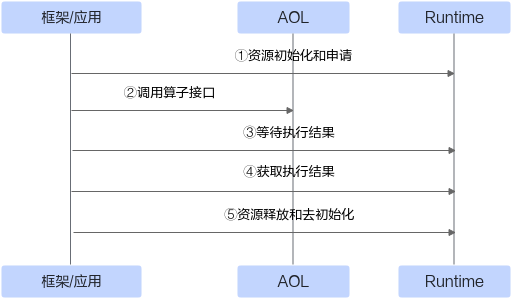 框架/应用
AOL
Runtime
①资源初始化和申请
②调用算子接口
③等待执行结果
④获取执行结果
⑤资源释放和去初始化
框架/应用
AOL
Runtime